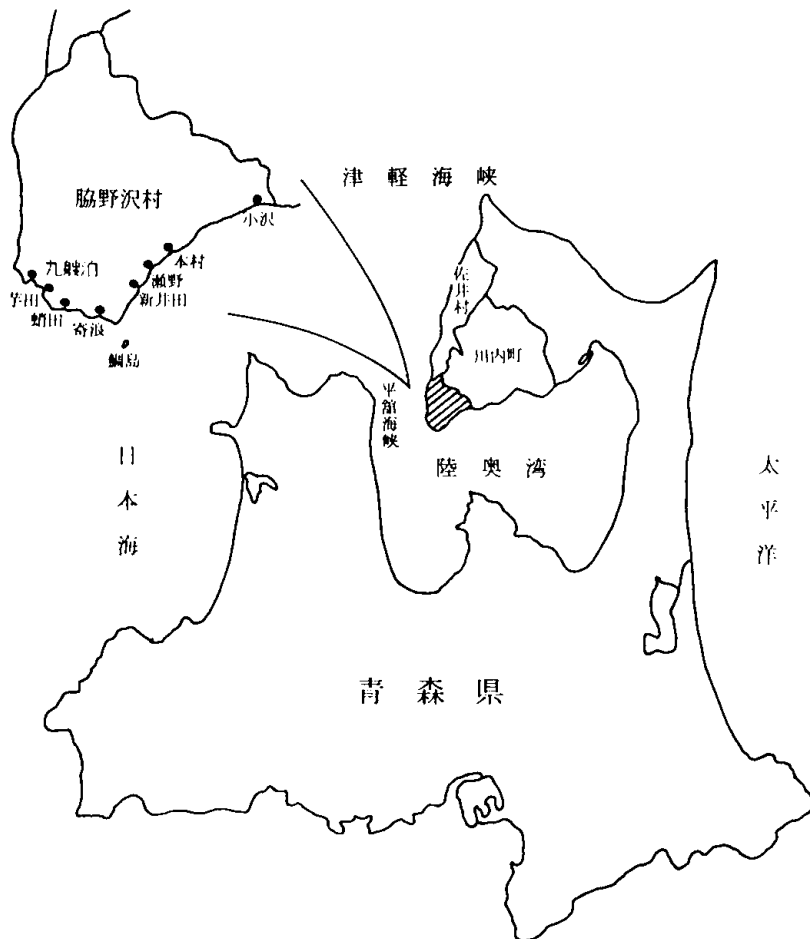 津軽海峡
脇野沢村
小沢
本村
瀬野
新井田
九艘泊
芋田
蛸田
寄浪
鯛島
佐井村
川内町
平舘海峡
陸奥湾
日本海
太平洋
青森県